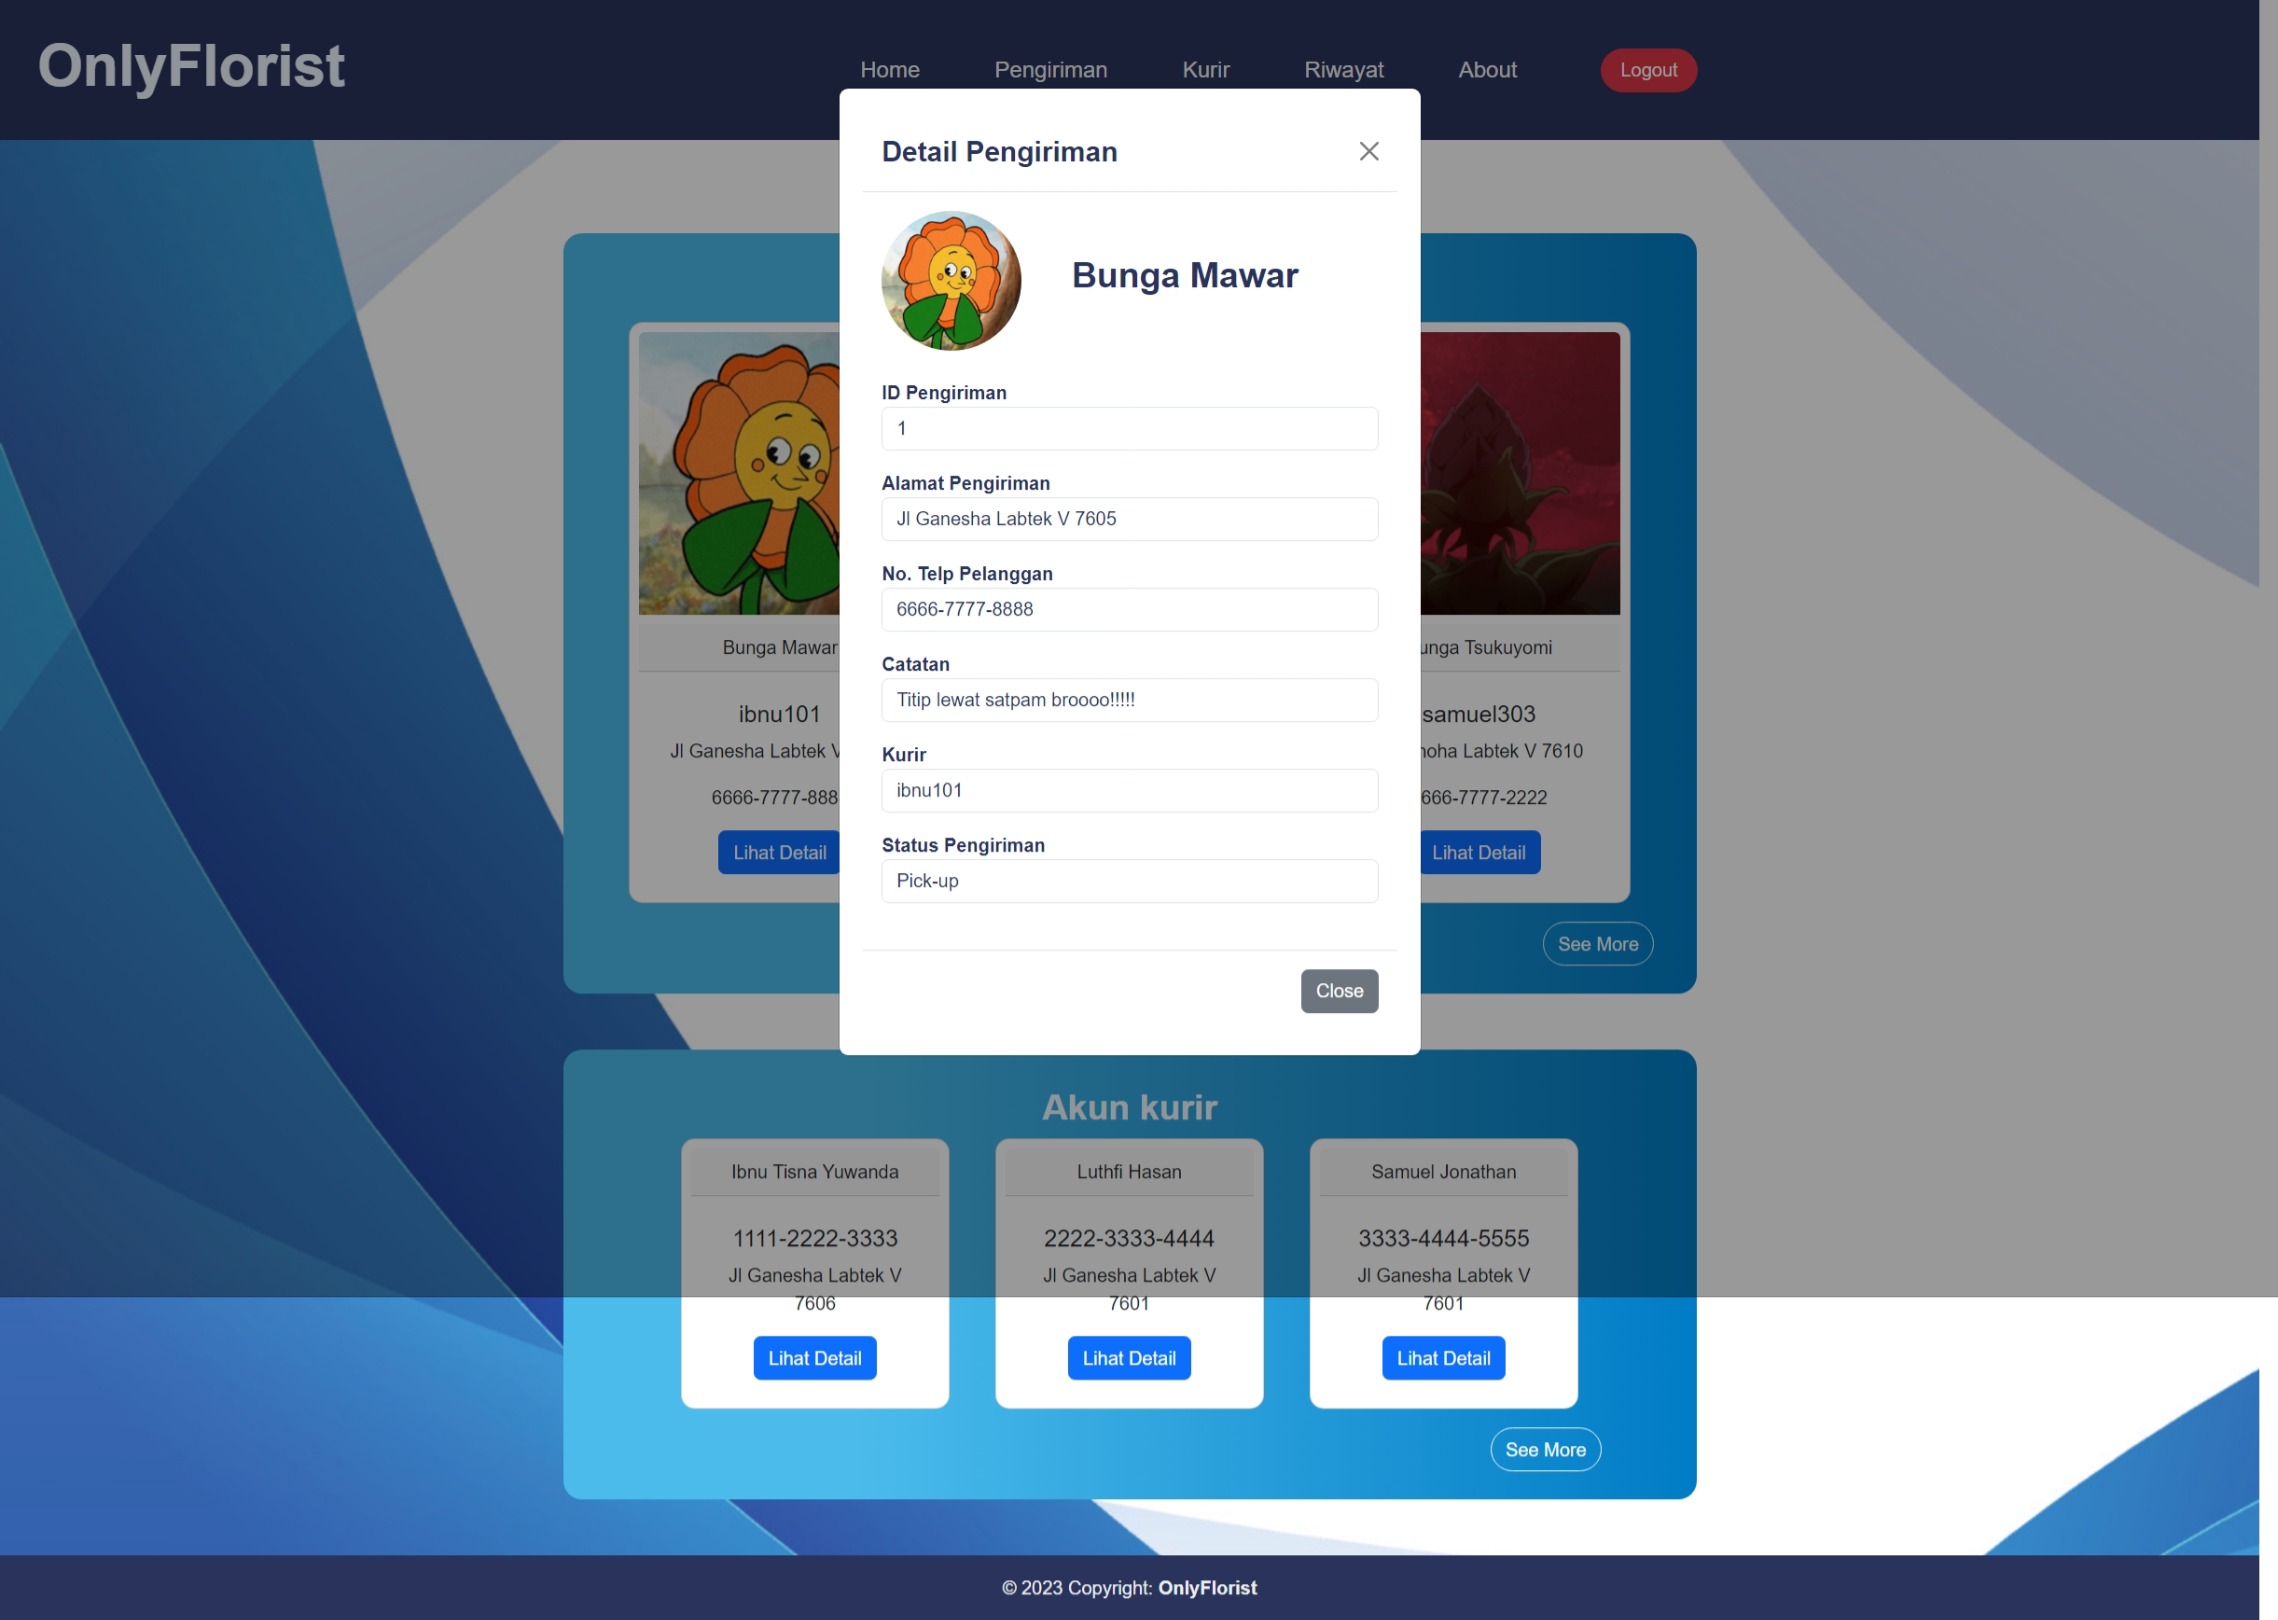 OnlyFlorist
Home Pengiriman Kurir Riwayat About Logout
Detail Pengiriman
Bunga Mawar
ID Pengiriman
1
Alamat Pengiriman
Jl Ganesha Labtek V 7605
No. Telp Pelanggan
6666-7777-8888
Catatan
Titip lewat satpam broooo!!!!!
Kurir
ibnu101
Status Pengiriman
Pick-up
Close
Bunga Mawar
ibnu101
Jl Ganesha Labtek V
6666-7777-888
Lihat Detail
unga Tsukuyomi
samuel303
oha Labtek V 7610
666-7777-2222
Lihat Detail
See More
Akun kurir
Ibnu Tisna Yuwanda
1111-2222-3333
Jl Ganesha Labtek V
7606
Lihat Detail
Luthfi Hasan
2222-3333-4444
Jl Ganesha Labtek V
7601
Lihat Detail
Samuel Jonathan
3333-4444-5555
Jl Ganesha Labtek V
7601
Lihat Detail
See More
© 2023 Copyright: OnlyFlorist